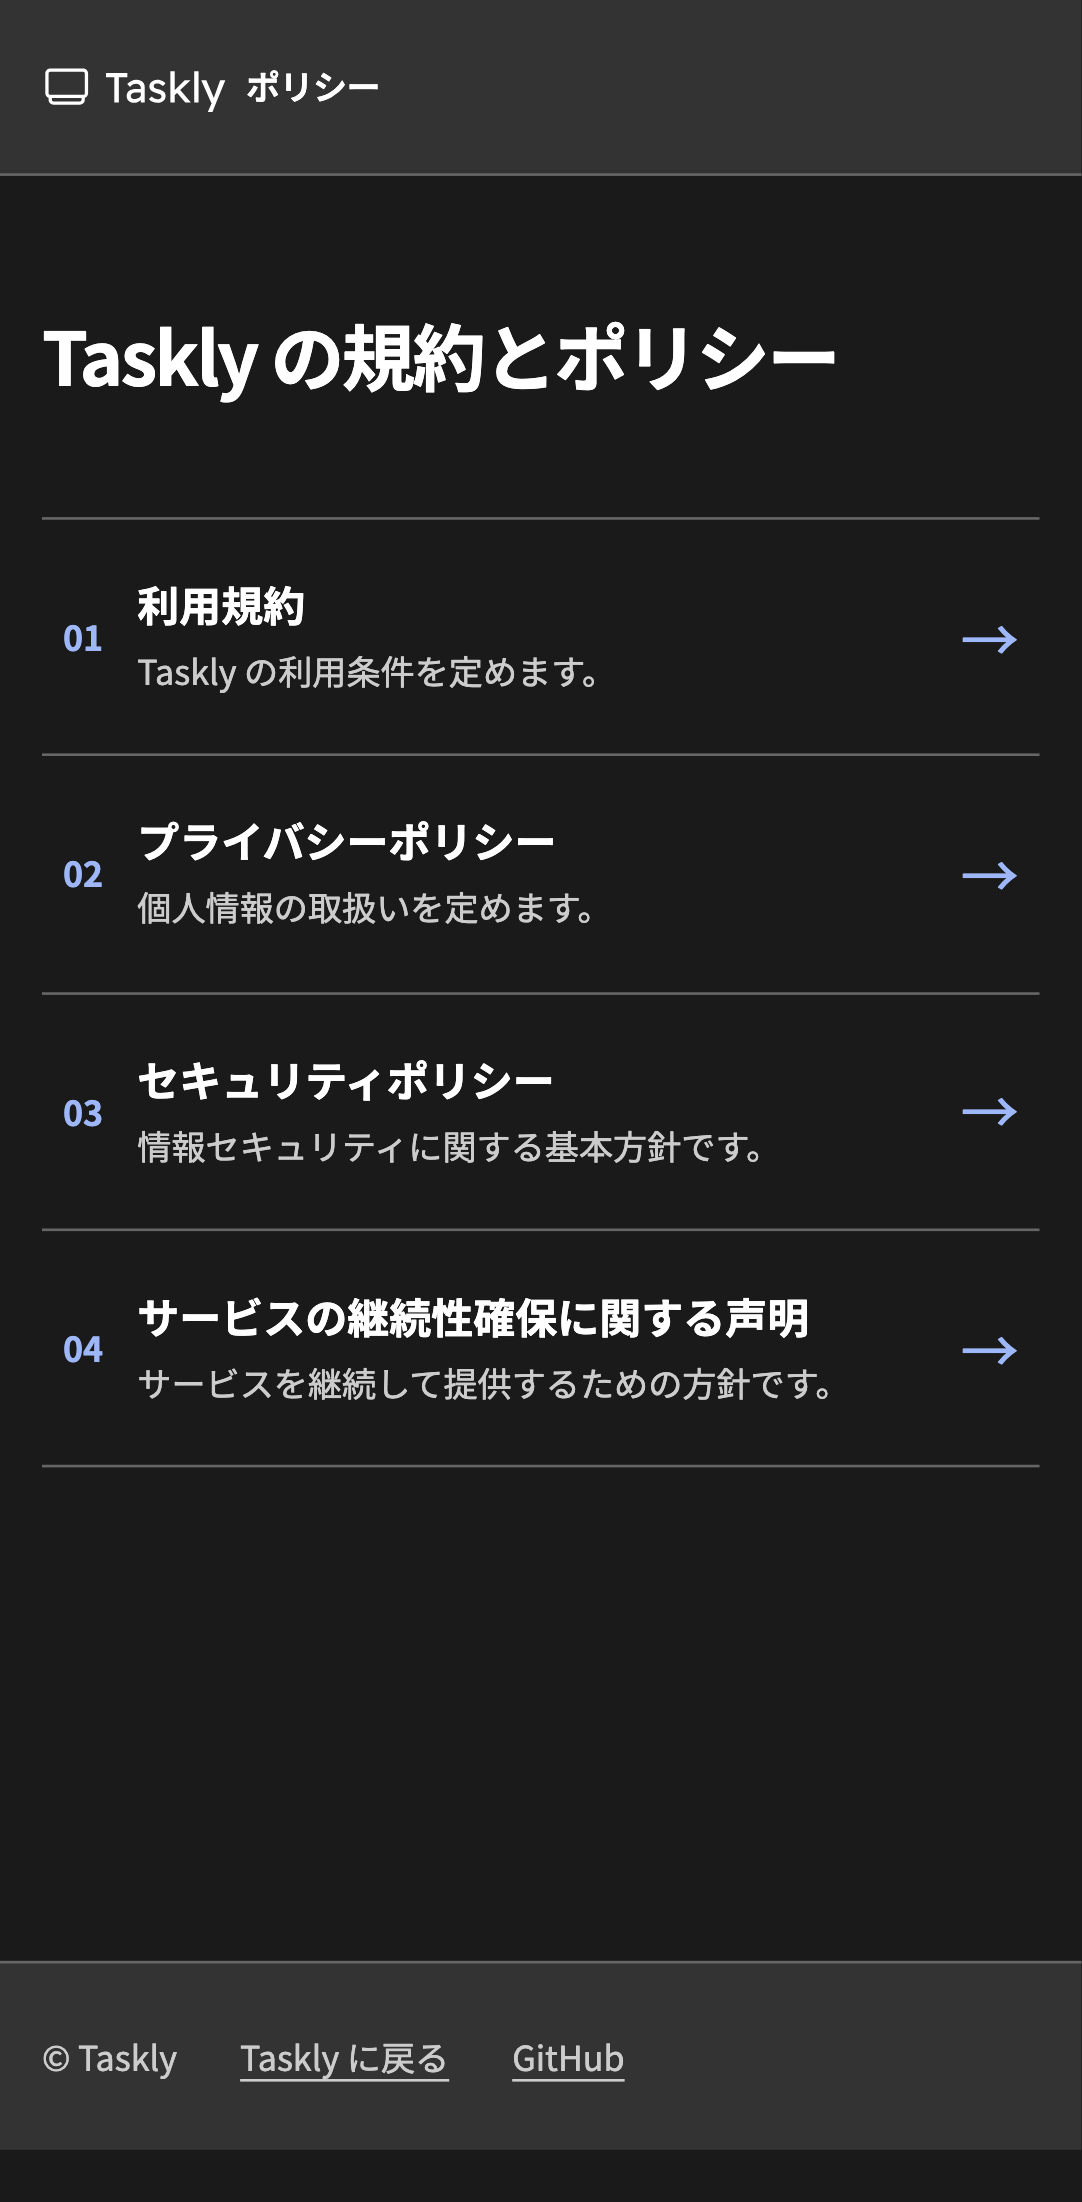 Taskly ポリシー
Taskly の規約とポリシー
01
利用規約
Taskly の利用条件を定めます。
→
02
プライバシーポリシー
個人情報の取扱いを定めます。
→
03
セキュリティポリシー
情報セキュリティに関する基本方針です。
→
04
サービスの継続性確保に関する声明
サービスを継続して提供するための方針です。
→
© Taskly Taskly に戻る GitHub